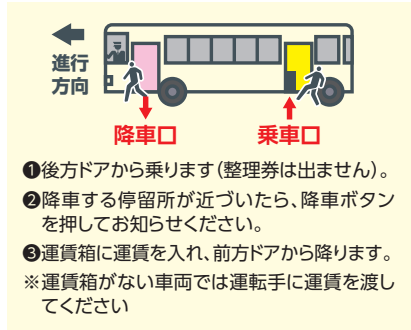 進行
方向
降車口
乗車口
❶後方ドアから乗ります(整理券は出ません)。
❷降車する停留所が近づいたら、降車ボタン
を押してお知らせください。
❸運賃箱に運賃を入れ、前方ドアから降ります。
※運賃箱がない車両では運転手に運賃を渡し
てください